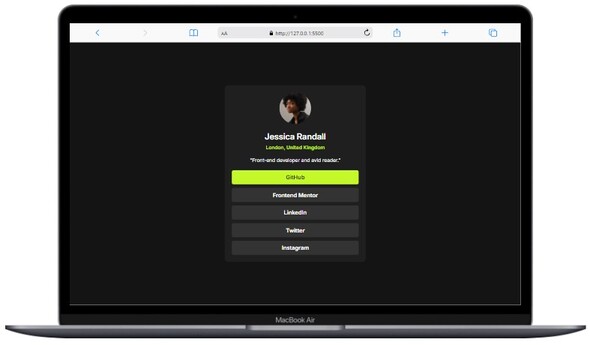 AA http://127.0.0.1:5500
Jessica Randall
London, United Kingdom
"Front-end developer and avid reader."
GitHub
Frontend Mentor
LinkedIn
Twitter
Instagram
MacBook Air